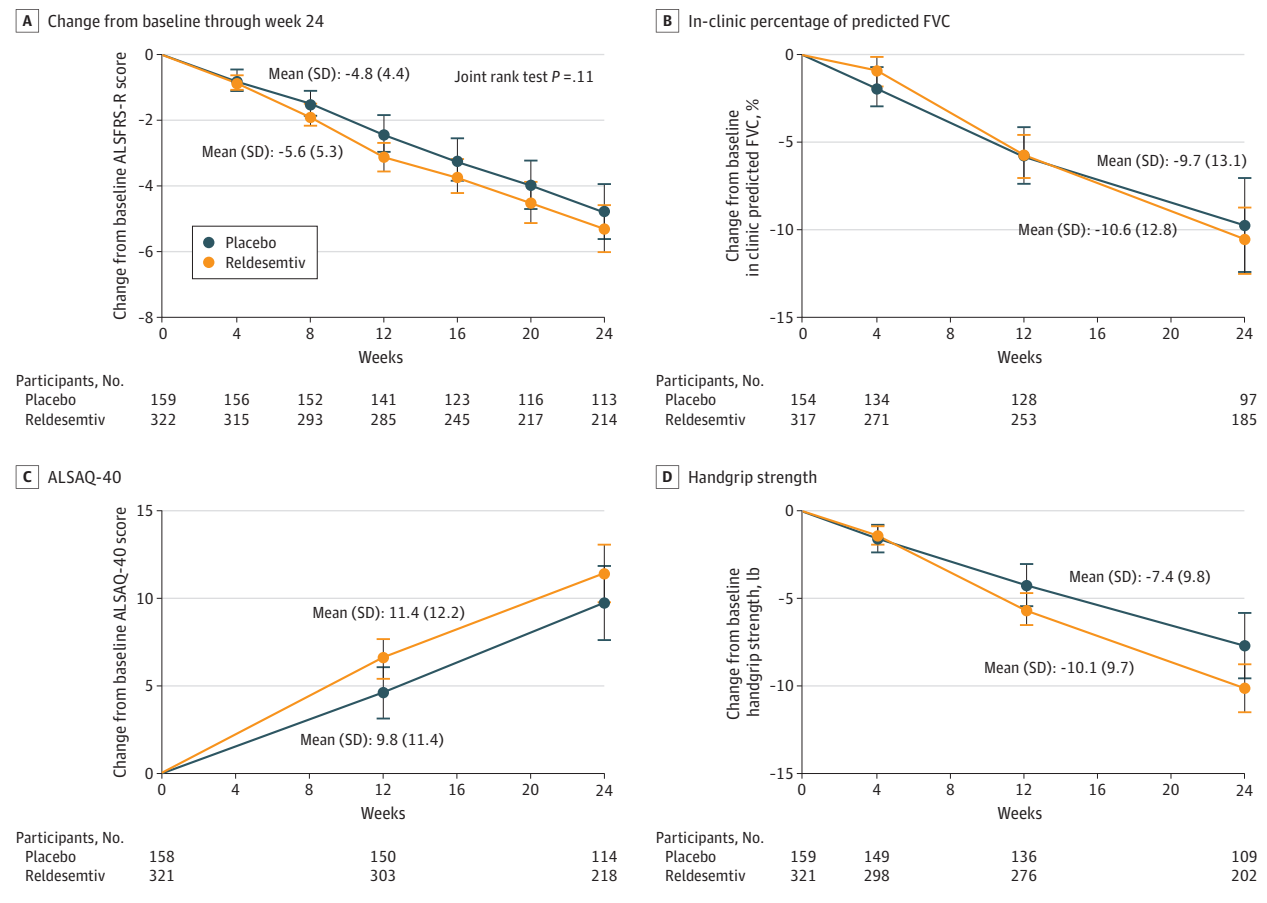 A Change from baseline through week 24
Change from baseline ALSFRS-R score
0
-2
-4
-6
-8
Mean (SD): -4.8 (4.4)
Joint rank test P =.11
Mean (SD): -5.6 (5.3)
Placebo
Reldesemtiv
0 4 8 12 16 20 24
Weeks
Participants, No.
Placebo 159 156 152 141 123 116 113
Reldesemtiv 322 315 293 285 245 217 214
B In-clinic percentage of predicted FVC
Change from baseline
in clinic predicted FVC, %
0
-5
-10
-15
Mean (SD): -9.7 (13.1)
Mean (SD): -10.6 (12.8)
0 4 8 12 16 20 24
Weeks
Participants, No.
Placebo 154 134 128 97
Reldesemtiv 317 271 253 185
C ALSAQ-40
Change from baseline ALSAQ-40 score
15
10
5
0
Mean (SD): 11.4 (12.2)
Mean (SD): 9.8 (11.4)
0 4 8 12 16 20 24
Weeks
Participants, No.
Placebo 158 150 114
Reldesemtiv 321 303 218
D Handgrip strength
Change from baseline
handgrip strength, lb
0
-5
-10
-15
Mean (SD): -7.4 (9.8)
Mean (SD): -10.1 (9.7)
0 4 8 12 16 20 24
Weeks
Participants, No.
Placebo 159 149 136 109
Reldesemtiv 321 298 276 202